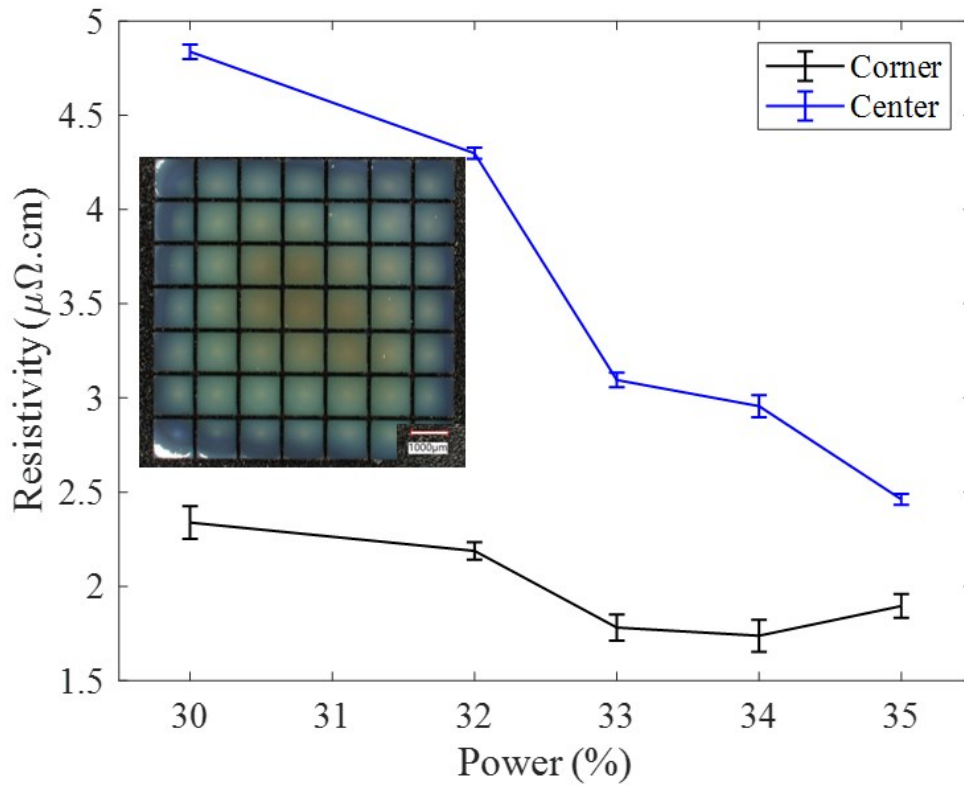 5
4.5
4
3.5
3
2.5
2
1.5
30 31 32 33 34 35
Resistivity (μΩ.cm)
Power (%)
Corner
Center
1000μm